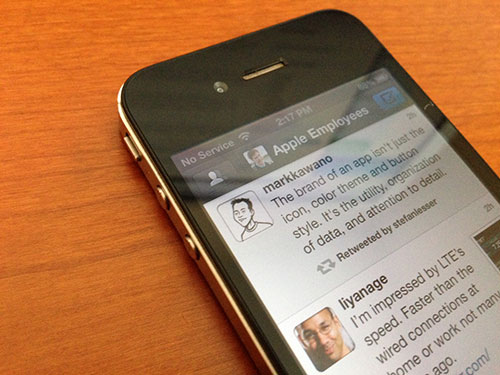 No Service 2:17 PM
Apple Employees
markkawano 2h
The brand of an app isn't just the
icon, color theme and button
style. It's the utility, organization
of data, and attention to detail.
Retweeted by stefanlesser
liyanage 2h
I'm impressed by LTE's
speed. Faster than the
wired connections at
home or work not ma
ago.